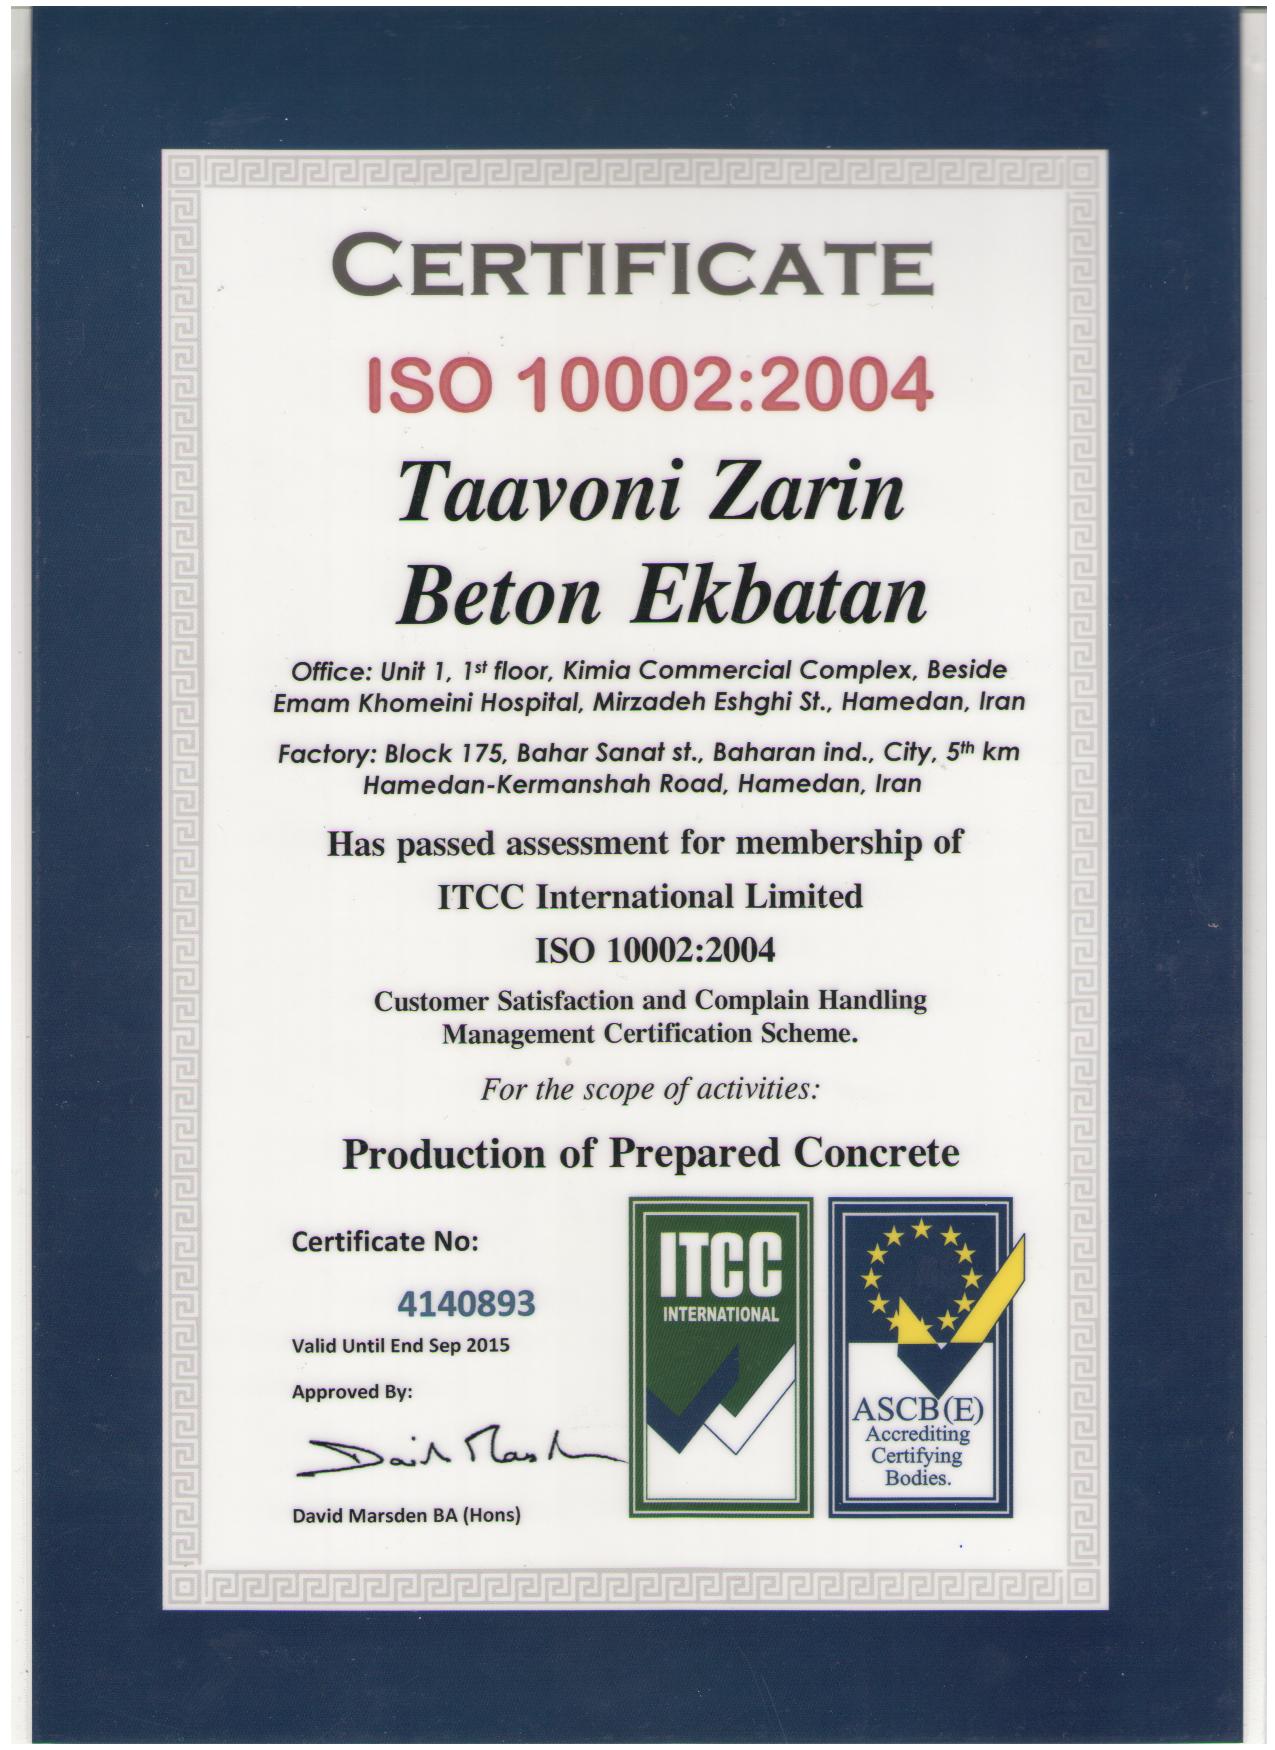 CERTIFICATE
ISO 10002:2004
Taavoni Zarin
Beton Ekbatan
Office: Unit 1, 1st floor, Kimia Commercial Complex, Beside
Emam Khomeini Hospital, Mirzadeh Eshghi St., Hamedan, Iran
Factory: Block 175, Bahar Sanat st., Baharan ind., City, 5th km
Hamedan-Kermanshah Road, Hamedan, Iran
Has passed assessment for membership of
ITCC International Limited
ISO 10002:2004
Customer Satisfaction and Complain Handling
Management Certification Scheme.
For the scope of activities:
Production of Prepared Concrete
Certificate No:
4140893
Valid Until End Sep 2015
Approved By:
David Marsden BA (Hons)
ITCC
INTERNATIONAL
ASCB(E)
Accrediting
Certifying
Bodies.